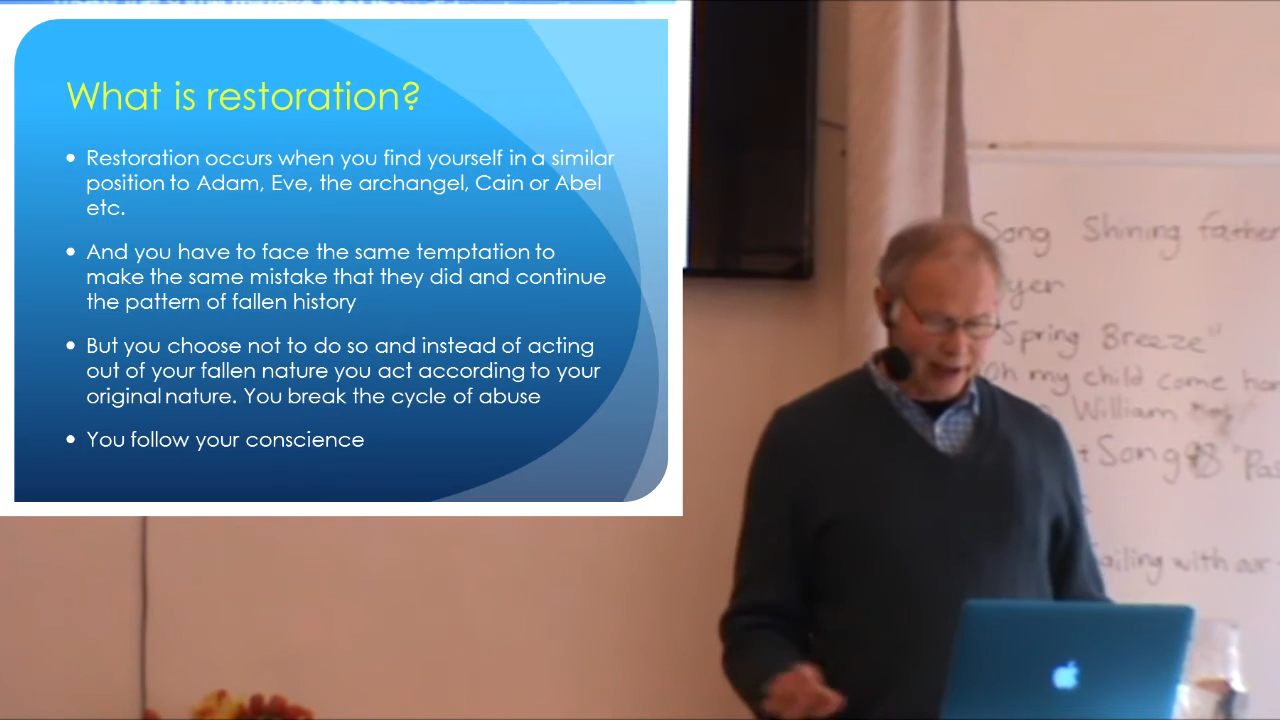 What is restoration?
• Restoration occurs when you find yourself in a similar
position to Adam, Eve, the archangel, Cain or Abel
etc.
• And you have to face the same temptation to
make the same mistake that they did and continue
the pattern of fallen history
• But you choose not to do so and instead of acting
out of your fallen nature you act according to your
original nature. You break the cycle of abuse
• You follow your conscience
Song Shining father
yer
Spring Breeze"
Oh my child come
William
+ Song
ailing with our